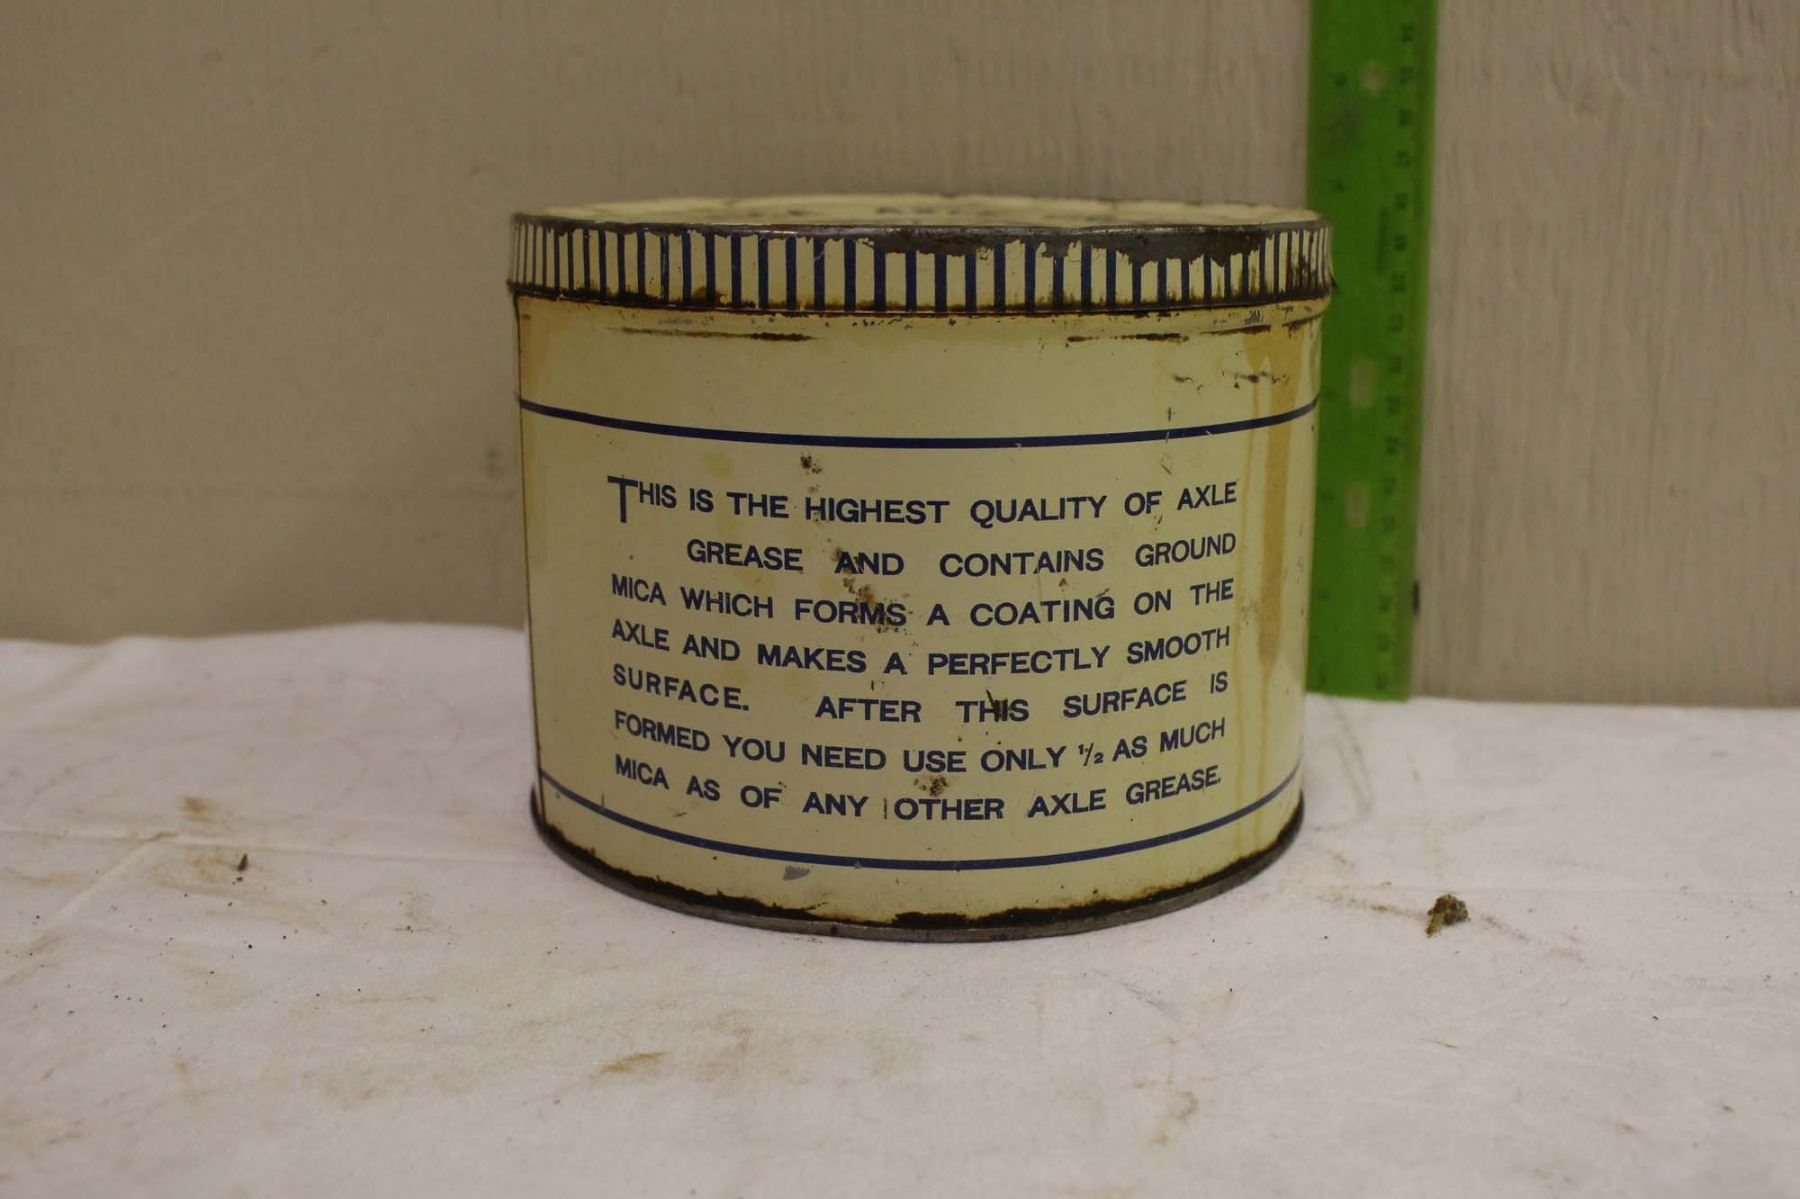 THIS IS THE HIGHEST QUALITY OF AXLE
GREASE AND CONTAINS GROUND
MICA WHICH FORMS A COATING ON THE
AXLE AND MAKES A PERFECTLY SMOOTH
SURFACE. AFTER THIS SURFACE IS
FORMED YOU NEED USE ONLY 1/2 AS MUCH
MICA AS OF ANY OTHER AXLE GREASE.